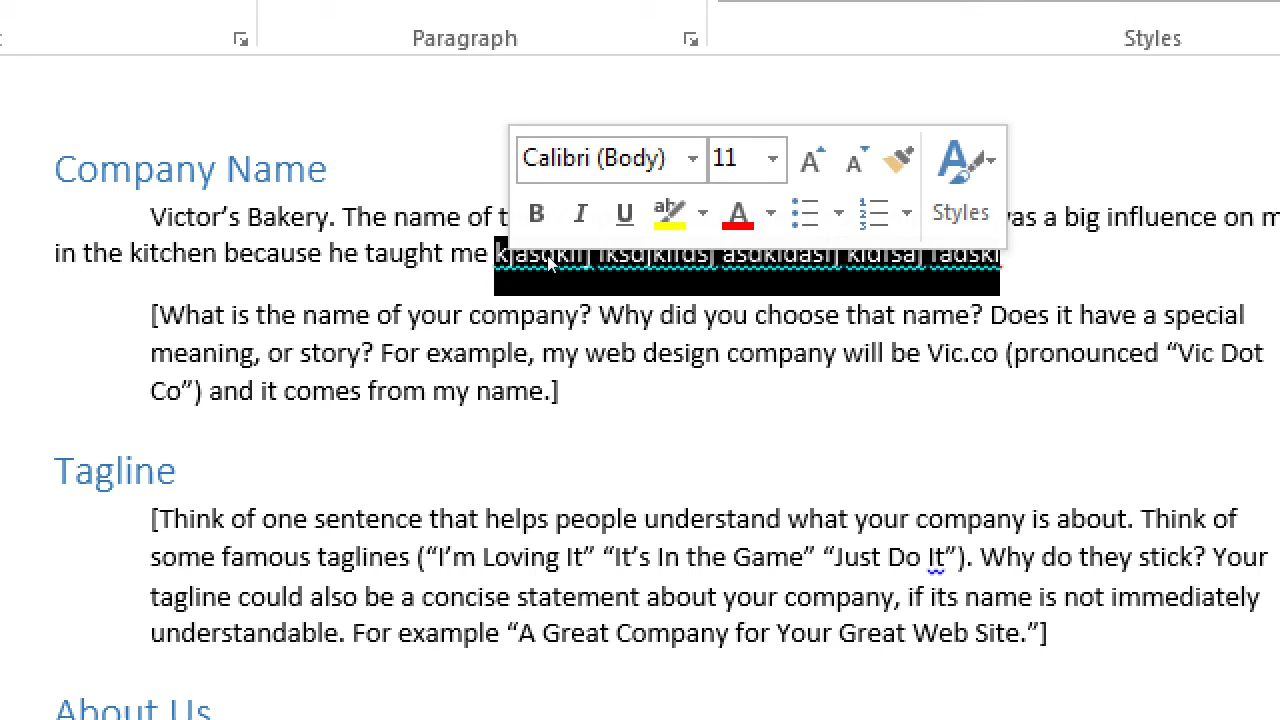 Paragraph
Styles
Calibri (Body)
11
B I U
Styles
Company Name
Victor’s Bakery. The name of
was a big influence on
in the kitchen because he taught me
[What is the name of your company? Why did you choose that name? Does it have a special
meaning, or story? For example, my web design company will be Vic.co (pronounced “Vic Dot
Co”) and it comes from my name.]
Tagline
[Think of one sentence that helps people understand what your company is about. Think of
some famous taglines (“I’m Loving It” “It’s In the Game” “Just Do It”). Why do they stick? Your
tagline could also be a concise statement about your company, if its name is not immediately
understandable. For example “A Great Company for Your Great Web Site.”]
About Us